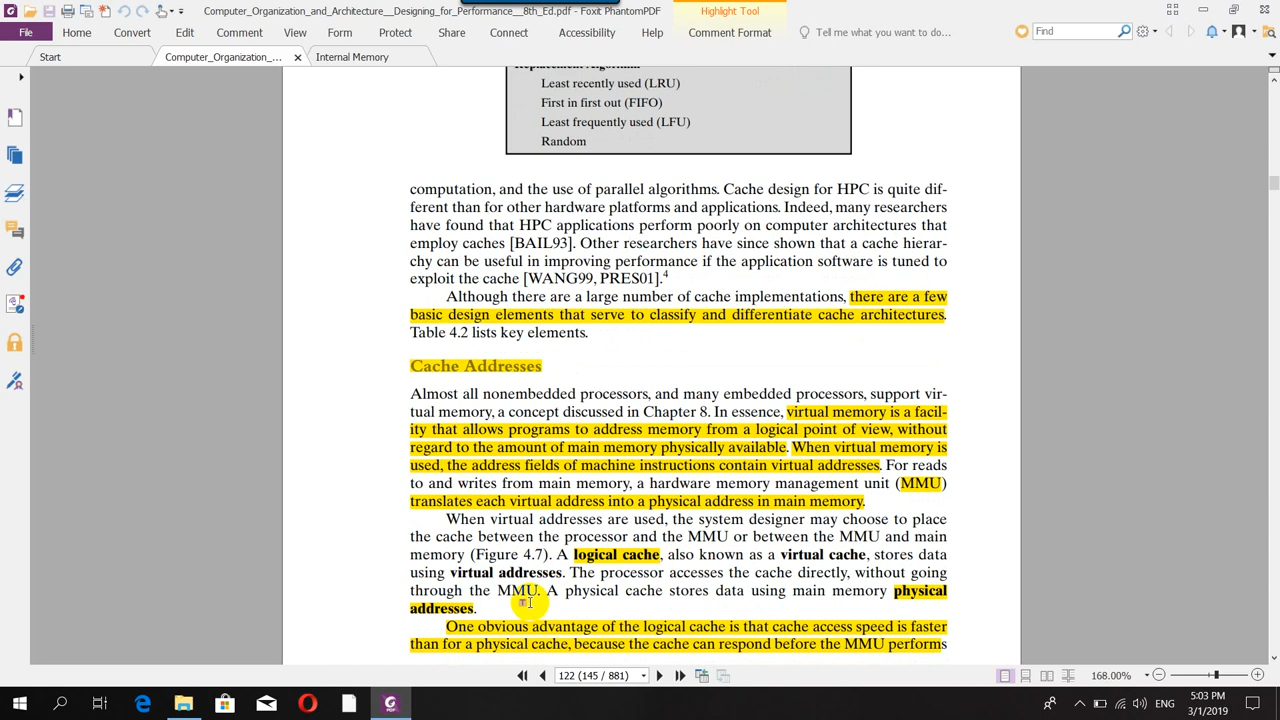 Computer_Organization_and_Architecture__Designing_for_Performance__8th_Ed.pdf - Foxit PhantomPDF
Highlight Tool
File Home Convert Edit Organize Comment View Form Protect Share Connect Accessibility Help Comment Format Tell me what you want to do... Find
Start Computer_Organization_... Internal Memory
Least recently used (LRU)
First in first out (FIFO)
Least frequently used (LFU)
Random
computation, and the use of parallel algorithms. Cache design for HPC is quite dif-
ferent than for other hardware platforms and applications. Indeed, many researchers
have found that HPC applications perform poorly on computer architectures that
employ caches [BAIL93]. Other researchers have since shown that a cache hierar-
chy can be useful in improving performance if the application software is tuned to
exploit the cache [WANG99, PRES01].4
Although there are a large number of cache implementations, there are a few
basic design elements that serve to classify and differentiate cache architectures.
Table 4.2 lists key elements.
Cache Addresses
Almost all nonembedded processors, and many embedded processors, support vir-
tual memory, a concept discussed in Chapter 8. In essence, virtual memory is a facil-
ity that allows programs to address memory from a logical point of view, without
regard to the amount of main memory physically available. When virtual memory is
used, the address fields of machine instructions contain virtual addresses. For reads
to and writes from main memory, a hardware memory management unit (MMU)
translates each virtual address into a physical address in main memory.
When virtual addresses are used, the system designer may choose to place
the cache between the processor and the MMU or between the MMU and main
memory (Figure 4.7). A logical cache, also known as a virtual cache, stores data
using virtual addresses. The processor accesses the cache directly, without going
through the MMU. A physical cache stores data using main memory physical
addresses.
One obvious advantage of the logical cache is that cache access speed is faster
than for a physical cache, because the cache can respond before the MMU performs
122 (145 / 881)
168.00%
ENG
5:03 PM
3/1/2019